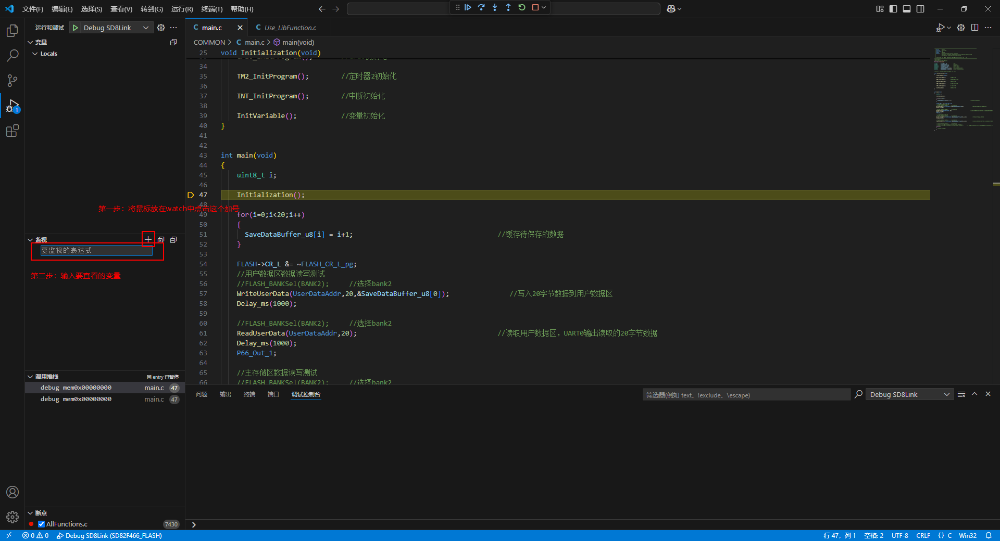 文件(F) 编辑(E) 选择(S) 查看(V) 转到(G) 运行(R) 终端(T) 帮助(H)
运行和调试 Debug SD8Link
变量
Locals
第一步：将鼠标放在watch中点击这个加号
监视
要监视的表达式
第二步：输入要查看的变量
调用堆栈 因 entry 已暂停
debug mem0x00000000 main.c 47
debug mem0x00000000 main.c 47
断点
AllFunctions.c 7430
main.c Use_LibFunction.c
COMMON > C main.c > main(void)
25 void Initialization(void)
34
35 TM2_InitProgram(); //定时器2初始化
36
37 INT_InitProgram(); //中断初始化
38
39 InitVariable(); //变量初始化
40 }
41
42
43 int main(void)
44 {
45 uint8_t i;
46
47 Initialization();
48
49 for(i=0;i<20;i++)
50 {
51 SaveDataBuffer_u8[i] = i+1; //缓存待保存的数据
52 }
53
54 FLASH->CR_L &= ~FLASH_CR_L_pg;
55 //用户数据区数据读写测试
56 //FLASH_BANKSel(BANK2); //选择bank2
57 WriteUserData(UserDataAddr,20,&SaveDataBuffer_u8[0]); //写入20字节数据到用户数据区
58 Delay_ms(1000);
59
60 //FLASH_BANKSel(BANK2); //选择bank2
61 ReadUserData(UserDataAddr,20); //读取用户数据区，UART0输出读取的20字节数据
62 Delay_ms(1000);
63 P66_Out_1;
64
65 //主存储区数据读写测试
66 //FLASH_BANKSel(BANK2); //选择bank2
问题 输出 终端 端口 调试控制台 筛选器(例如 text、!exclude、\escape) Debug SD8Link
0 0 Debug SD8Link (SD82F466_FLASH) 行 47，列 1 空格: 2 UTF-8 CRLF {} C Win32